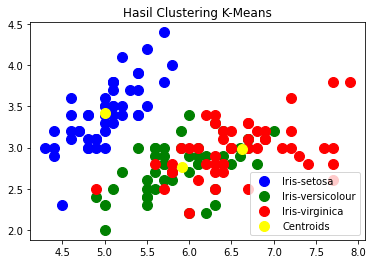 Hasil Clustering K-Means
4.5
4.0
3.5
3.0
2.5
2.0
Iris-setosa
Iris-versicolour
Iris-virginica
Centroids
4.5 5.0 5.5 6.0 6.5 7.0 7.5 8.0